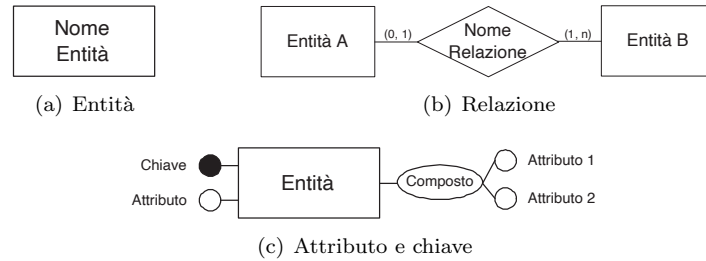 Nome
Entità
(a) Entità
Entità A
(0, 1)
Nome
Relazione
(1, n)
Entità B
(b) Relazione
Chiave
Attributo
Entità
Composto
Attributo 1
Attributo 2
(c) Attributo e chiave